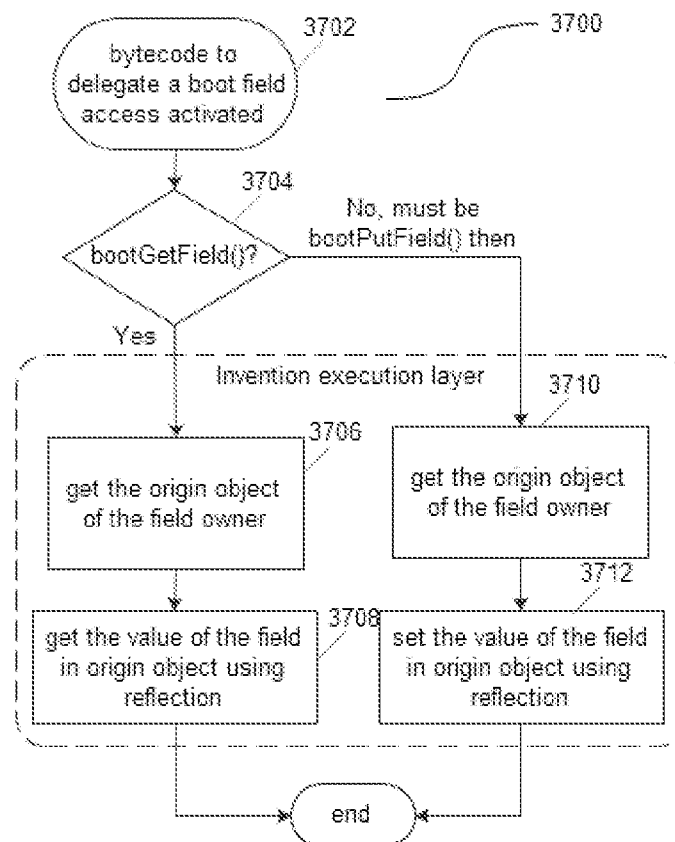 3702
3700
bytecode to
delegate a boot field
access activated
3704
No, must be
bootPutField() then
bootGetField()?
Yes
Invention execution layer
3710
3706
get the origin object
of the field owner
get the origin object
of the field owner
3712
3708
get the value of the field
in origin object using
reflection
set the value of the field
in origin object using
reflection
end